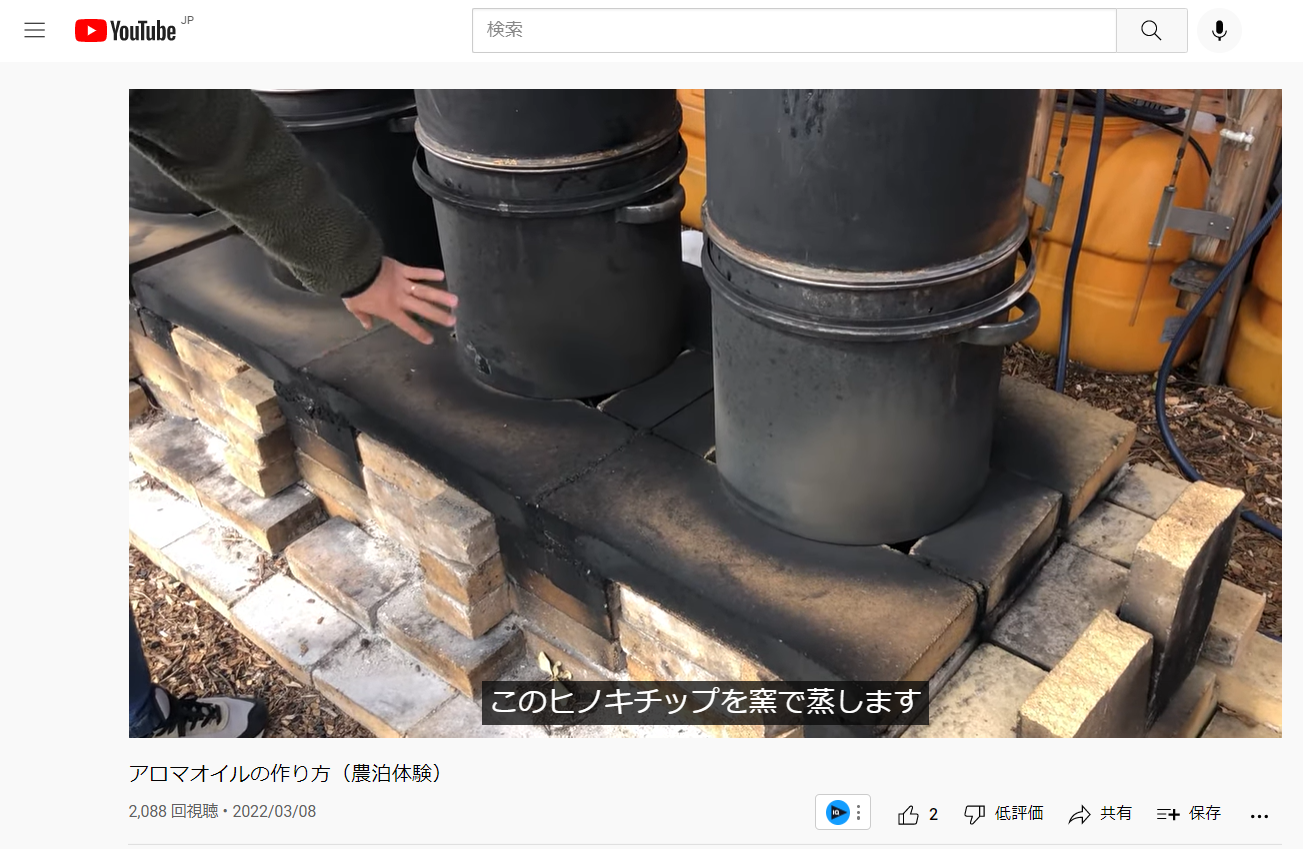 YouTube JP
検索
このヒノキチップを窯で蒸します
アロマオイルの作り方（農泊体験）
2,088 回視聴・2022/03/08
IQ
2
低評価
共有
保存